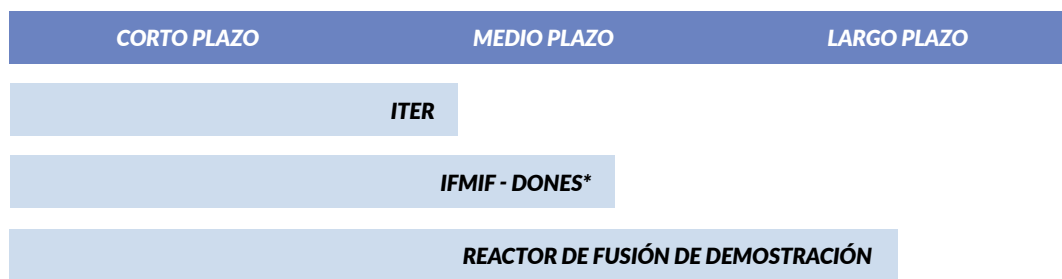 CORTO PLAZO MEDIO PLAZO LARGO PLAZO
ITER
IFMIF - DONES*
REACTOR DE FUSIÓN DE DEMOSTRACIÓN